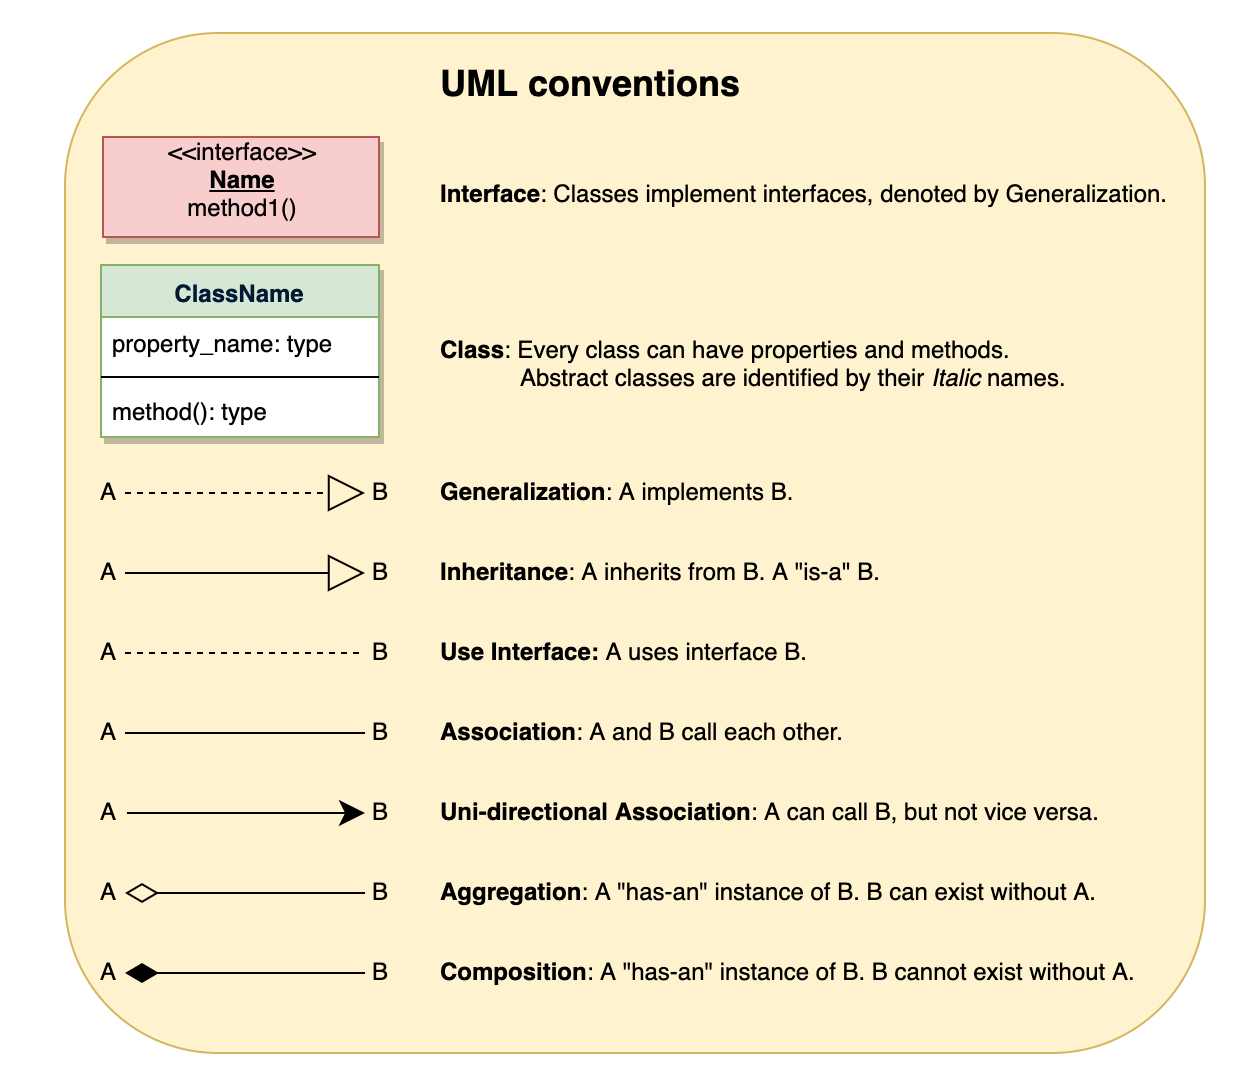 UML conventions
<<interface>>
Name
method1()
Interface: Classes implement interfaces, denoted by Generalization.
ClassName
property_name: type
method(): type
Class: Every class can have properties and methods.
Abstract classes are identified by their Italic names.
A B Generalization: A implements B.
A B Inheritance: A inherits from B. A "is-a" B.
A B Use Interface: A uses interface B.
A B Association: A and B call each other.
A B Uni-directional Association: A can call B, but not vice versa.
A B Aggregation: A "has-an" instance of B. B can exist without A.
A B Composition: A "has-an" instance of B. B cannot exist without A.